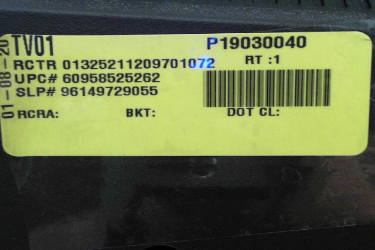 01-08-20
TV01 P19030040
RCTR 01325211209701072 RT :1
UPC# 60958525262
SLP# 96149729055
RCRA: BKT: DOT CL: